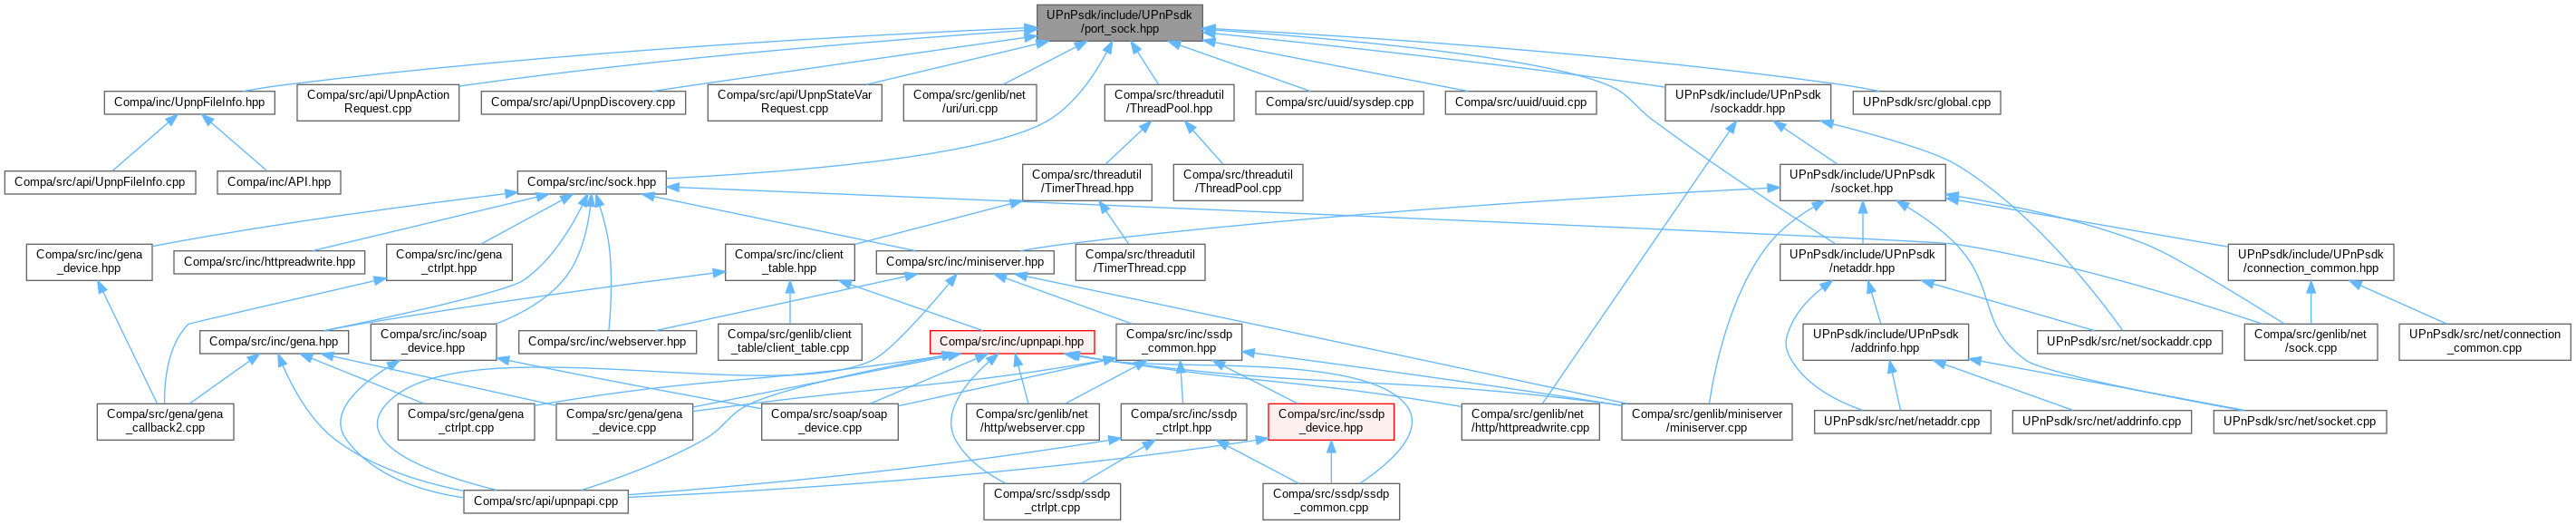 UPnPsdk/include/UPnPsdk
/port_sock.hpp
Compa/inc/UpnpFileInfo.hpp
Compa/src/api/UpnpAction
Request.cpp
Compa/src/api/UpnpDiscovery.cpp
Compa/src/api/UpnpStateVar
Request.cpp
Compa/src/genlib/net
/uri/uri.cpp
Compa/src/threadutil
/ThreadPool.hpp
Compa/src/uuid/sysdep.cpp
Compa/src/uuid/uuid.cpp
UPnPsdk/include/UPnPsdk
/sockaddr.hpp
UPnPsdk/src/global.cpp
Compa/src/api/UpnpFileInfo.cpp
Compa/inc/API.hpp
Compa/src/inc/sock.hpp
Compa/src/threadutil
/TimerThread.hpp
Compa/src/threadutil
/ThreadPool.cpp
UPnPsdk/include/UPnPsdk
/socket.hpp
Compa/src/inc/gena
_device.hpp
Compa/src/inc/httpreadwrite.hpp
Compa/src/inc/gena
_ctrlpt.hpp
Compa/src/inc/client
_table.hpp
Compa/src/inc/miniserver.hpp
Compa/src/threadutil
/TimerThread.cpp
UPnPsdk/include/UPnPsdk
/netaddr.hpp
UPnPsdk/include/UPnPsdk
/connection_common.hpp
Compa/src/inc/gena.hpp
Compa/src/inc/soap
_device.hpp
Compa/src/inc/webserver.hpp
Compa/src/genlib/client
_table/client_table.cpp
Compa/src/inc/upnpapi.hpp
Compa/src/inc/ssdp
_common.hpp
UPnPsdk/include/UPnPsdk
/addrinfo.hpp
UPnPsdk/src/net/sockaddr.cpp
Compa/src/genlib/net
/sock.cpp
UPnPsdk/src/net/connection
_common.cpp
Compa/src/gena/gena
_callback2.cpp
Compa/src/gena/gena
_ctrlpt.cpp
Compa/src/gena/gena
_device.cpp
Compa/src/soap/soap
_device.cpp
Compa/src/genlib/net
/http/webserver.cpp
Compa/src/inc/ssdp
_ctrlpt.hpp
Compa/src/inc/ssdp
_device.hpp
Compa/src/genlib/net
/http/httpreadwrite.cpp
Compa/src/genlib/miniserver
/miniserver.cpp
UPnPsdk/src/net/netaddr.cpp
UPnPsdk/src/net/addrinfo.cpp
UPnPsdk/src/net/socket.cpp
Compa/src/api/upnpapi.cpp
Compa/src/ssdp/ssdp
_ctrlpt.cpp
Compa/src/ssdp/ssdp
_common.cpp